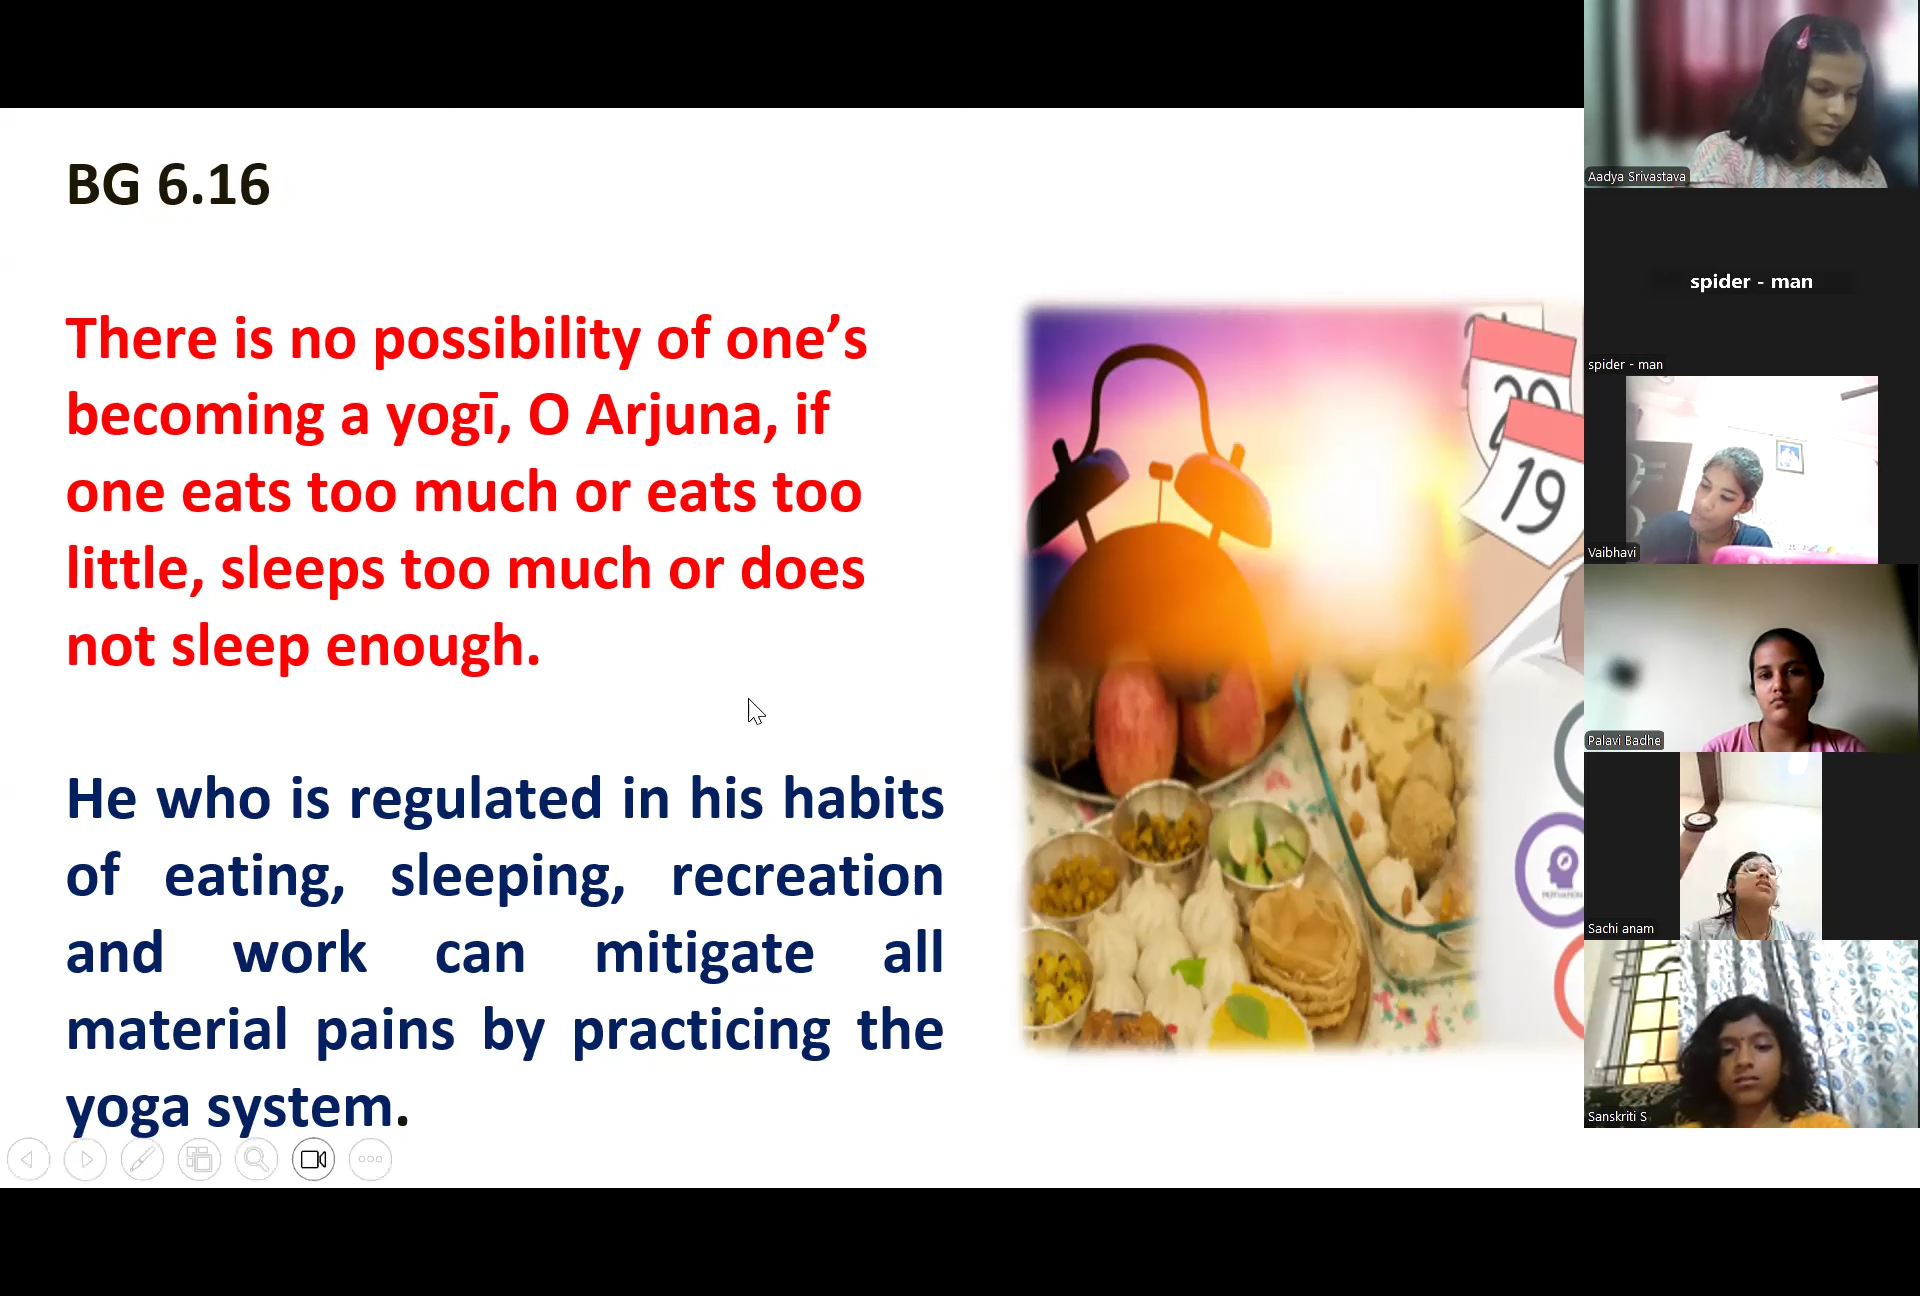 BG 6.16
There is no possibility of one’s
becoming a yogī, O Arjuna, if
one eats too much or eats too
little, sleeps too much or does
not sleep enough.
He who is regulated in his habits
of eating, sleeping, recreation
and work can mitigate all
material pains by practicing the
yoga system.
20
19
Aadya Srivastava
spider - man
spider - man
Vaibhavi
Palavi Badhe
Sachi anam
Sanskriti S